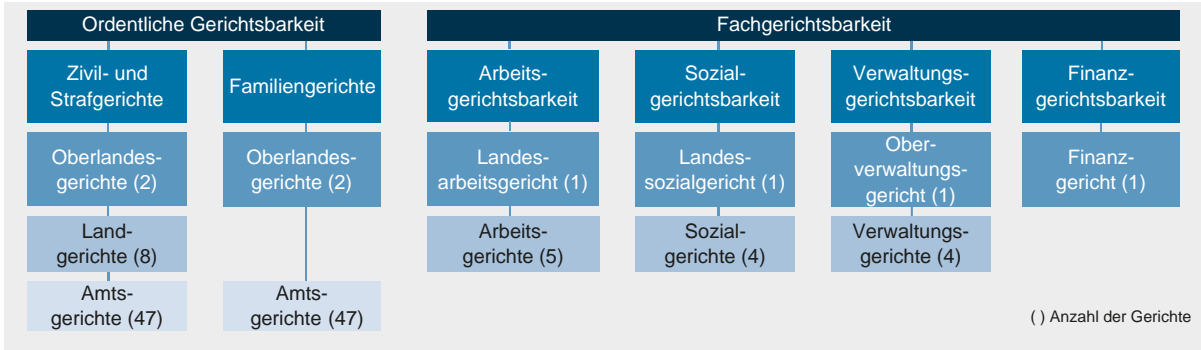 Ordentliche Gerichtsbarkeit
Fachgerichtsbarkeit
Zivil- und
Strafgerichte
Familiengerichte
Arbeits-
gerichtsbarkeit
Sozial-
gerichtsbarkeit
Verwaltungs-
gerichtsbarkeit
Finanz-
gerichtsbarkeit
Oberlandes-
gerichte (2)
Oberlandes-
gerichte (2)
Landes-
arbeitsgericht (1)
Landes-
sozialgericht (1)
Ober-
verwaltungs-
gericht (1)
Finanz-
gericht (1)
Land-
gerichte (8)
Arbeits-
gerichte (5)
Sozial-
gerichte (4)
Verwaltungs-
gerichte (4)
Amts-
gerichte (47)
Amts-
gerichte (47)
( ) Anzahl der Gerichte